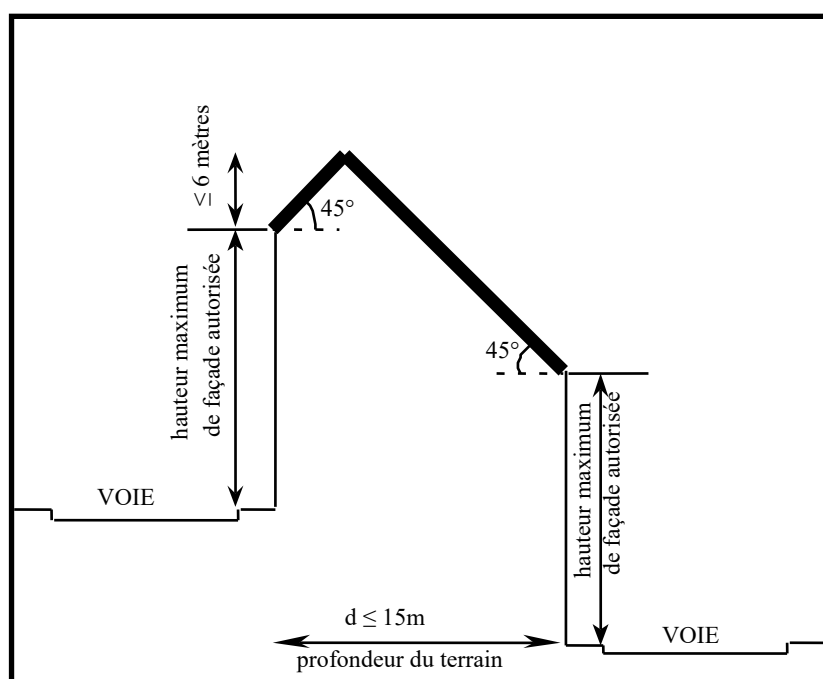 ≤ 6 mètres
45°
hauteur maximum
de façade autorisée
45°
hauteur maximum
de façade autorisée
VOIE
d ≤ 15m
VOIE
profondeur du terrain